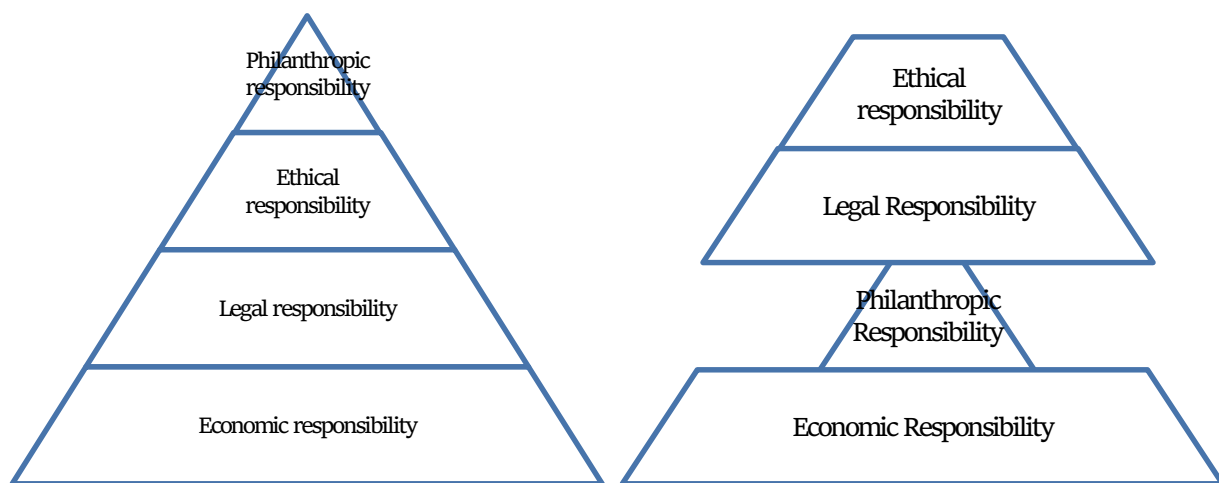 Philanthropic
responsibility
Ethical
responsibility
Legal responsibility
Economic responsibility
Ethical
responsibility
Legal Responsibility
Philanthropic
Responsibility
Economic Responsibility